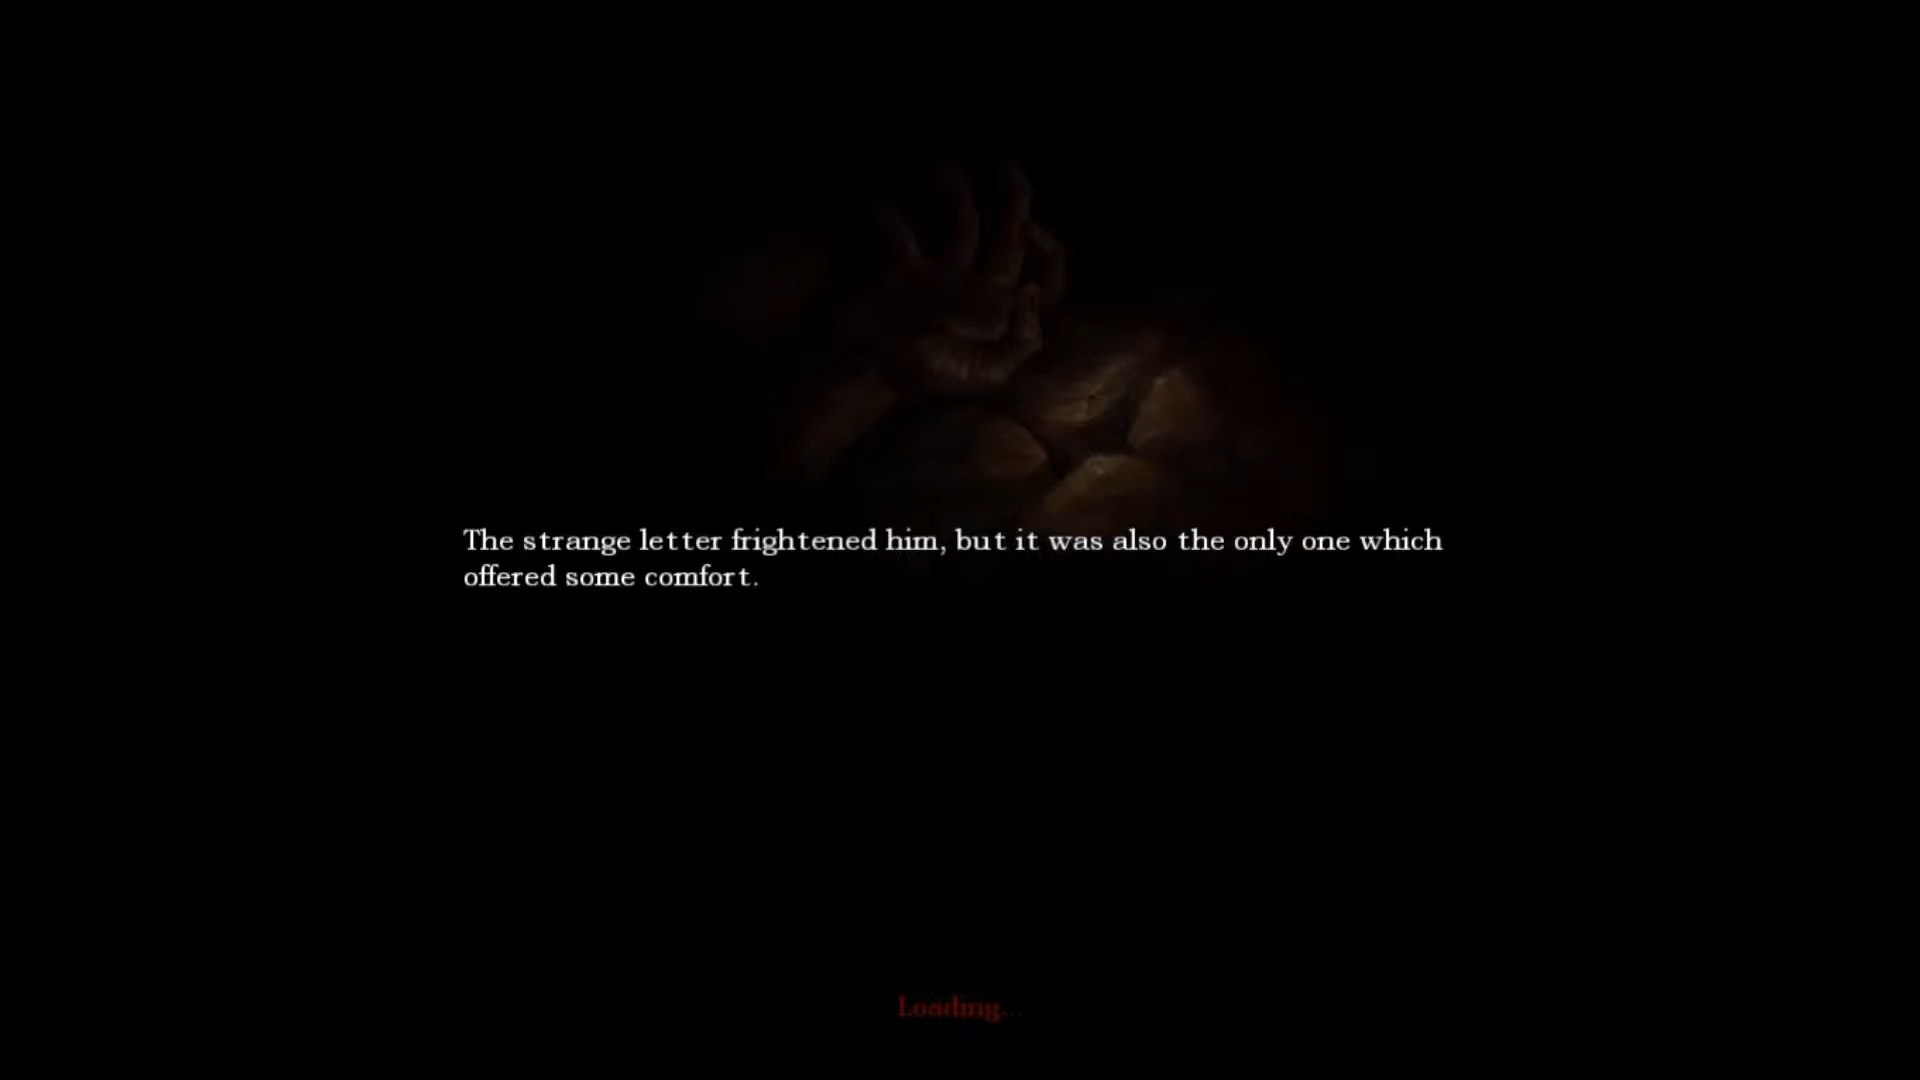 The strange letter frightened him, but it was also the only one which
offered some comfort.
Loading...